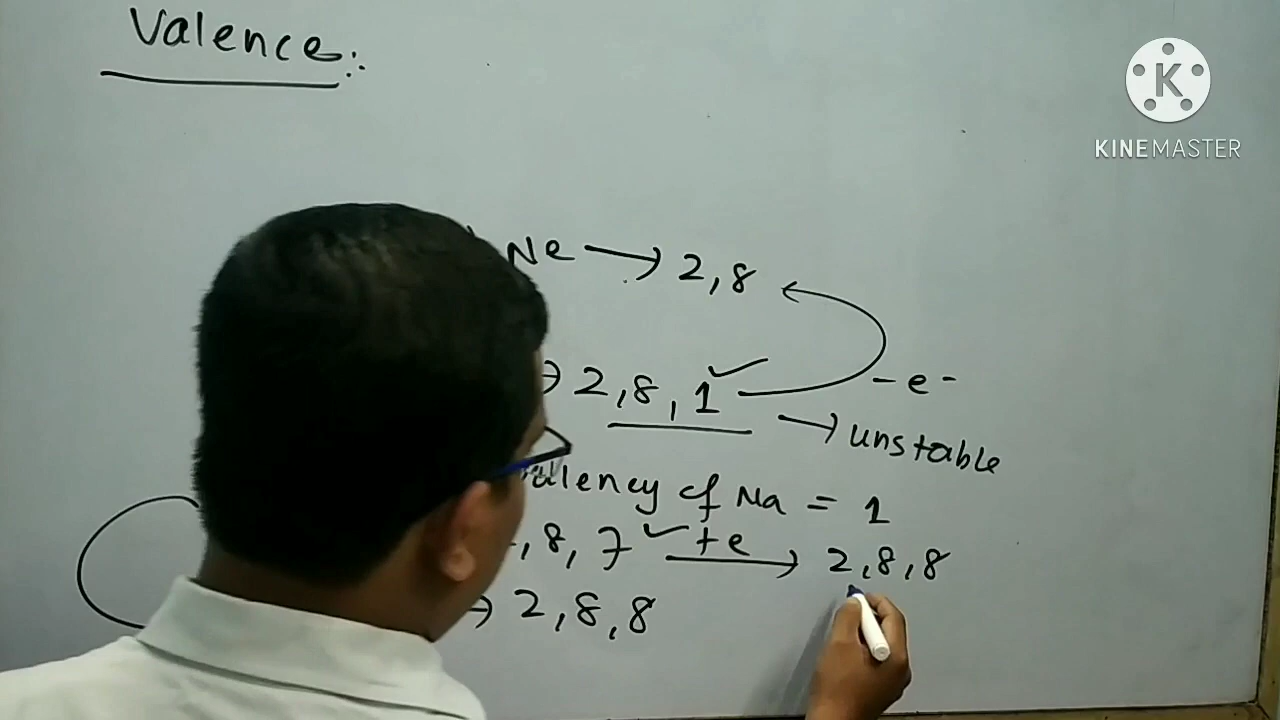 Valence:
K
KINEMASTER
Ne → 2,8
→ 2,8,1 ✓ -e-
→ unstable
valency of Na = 1
,8,7 ✓ +e → 2,8,8
→ 2,8,8